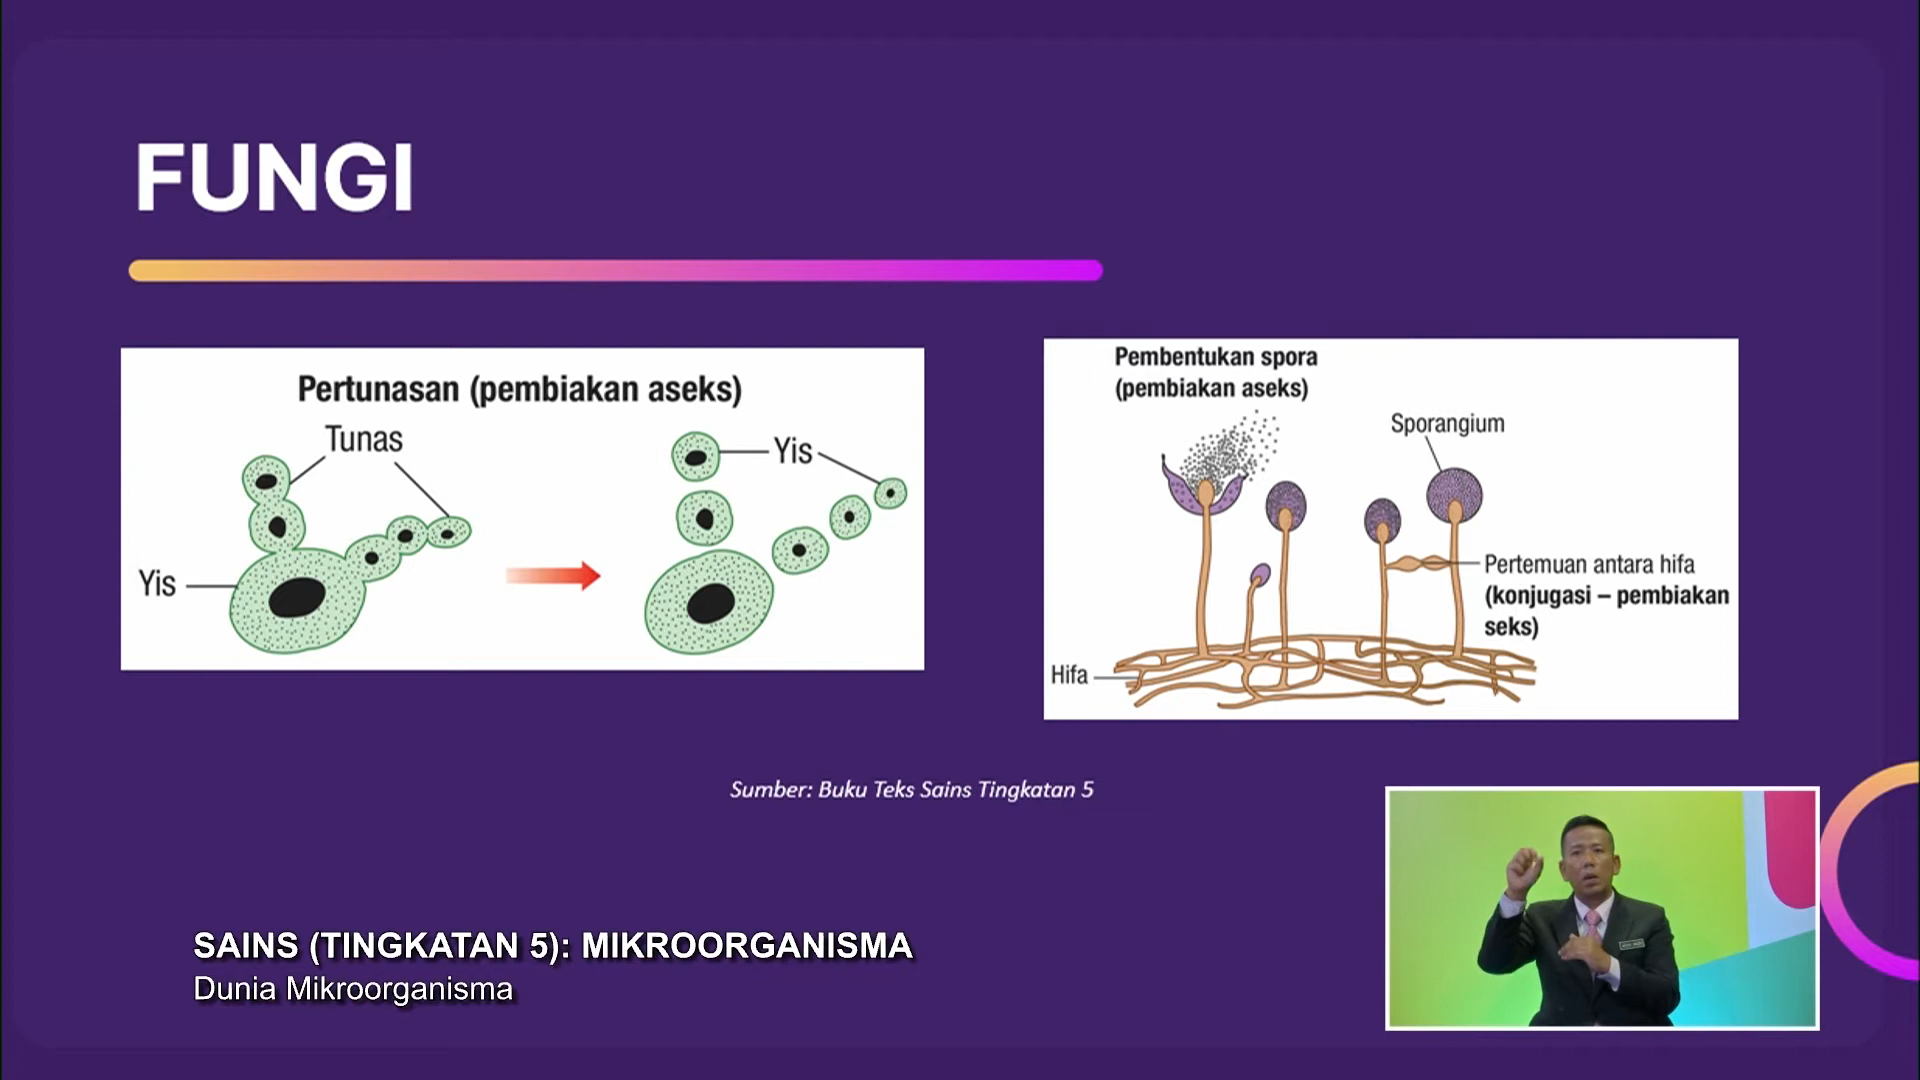 FUNGI
Pertunasan (pembiakan aseks)
Tunas
Yis
Yis
Pembentukan spora
(pembiakan aseks)
Sporangium
Pertemuan antara hifa
(konjugasi – pembiakan
seks)
Hifa
Sumber: Buku Teks Sains Tingkatan 5
SAINS (TINGKATAN 5): MIKROORGANISMA
Dunia Mikroorganisma